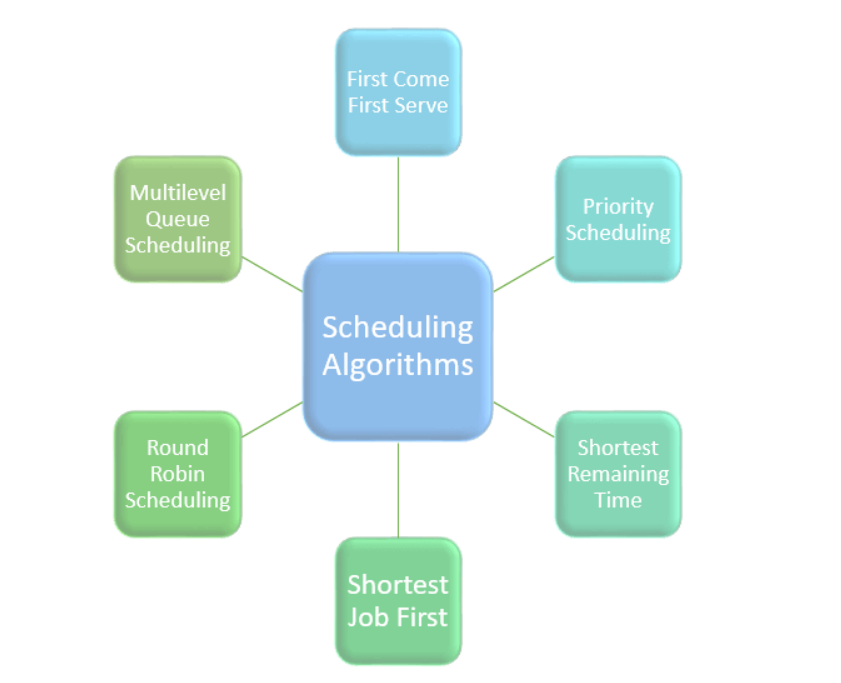 First Come
First Serve
Multilevel
Queue
Scheduling
Priority
Scheduling
Scheduling
Algorithms
Round
Robin
Scheduling
Shortest
Remaining
Time
Shortest
Job First